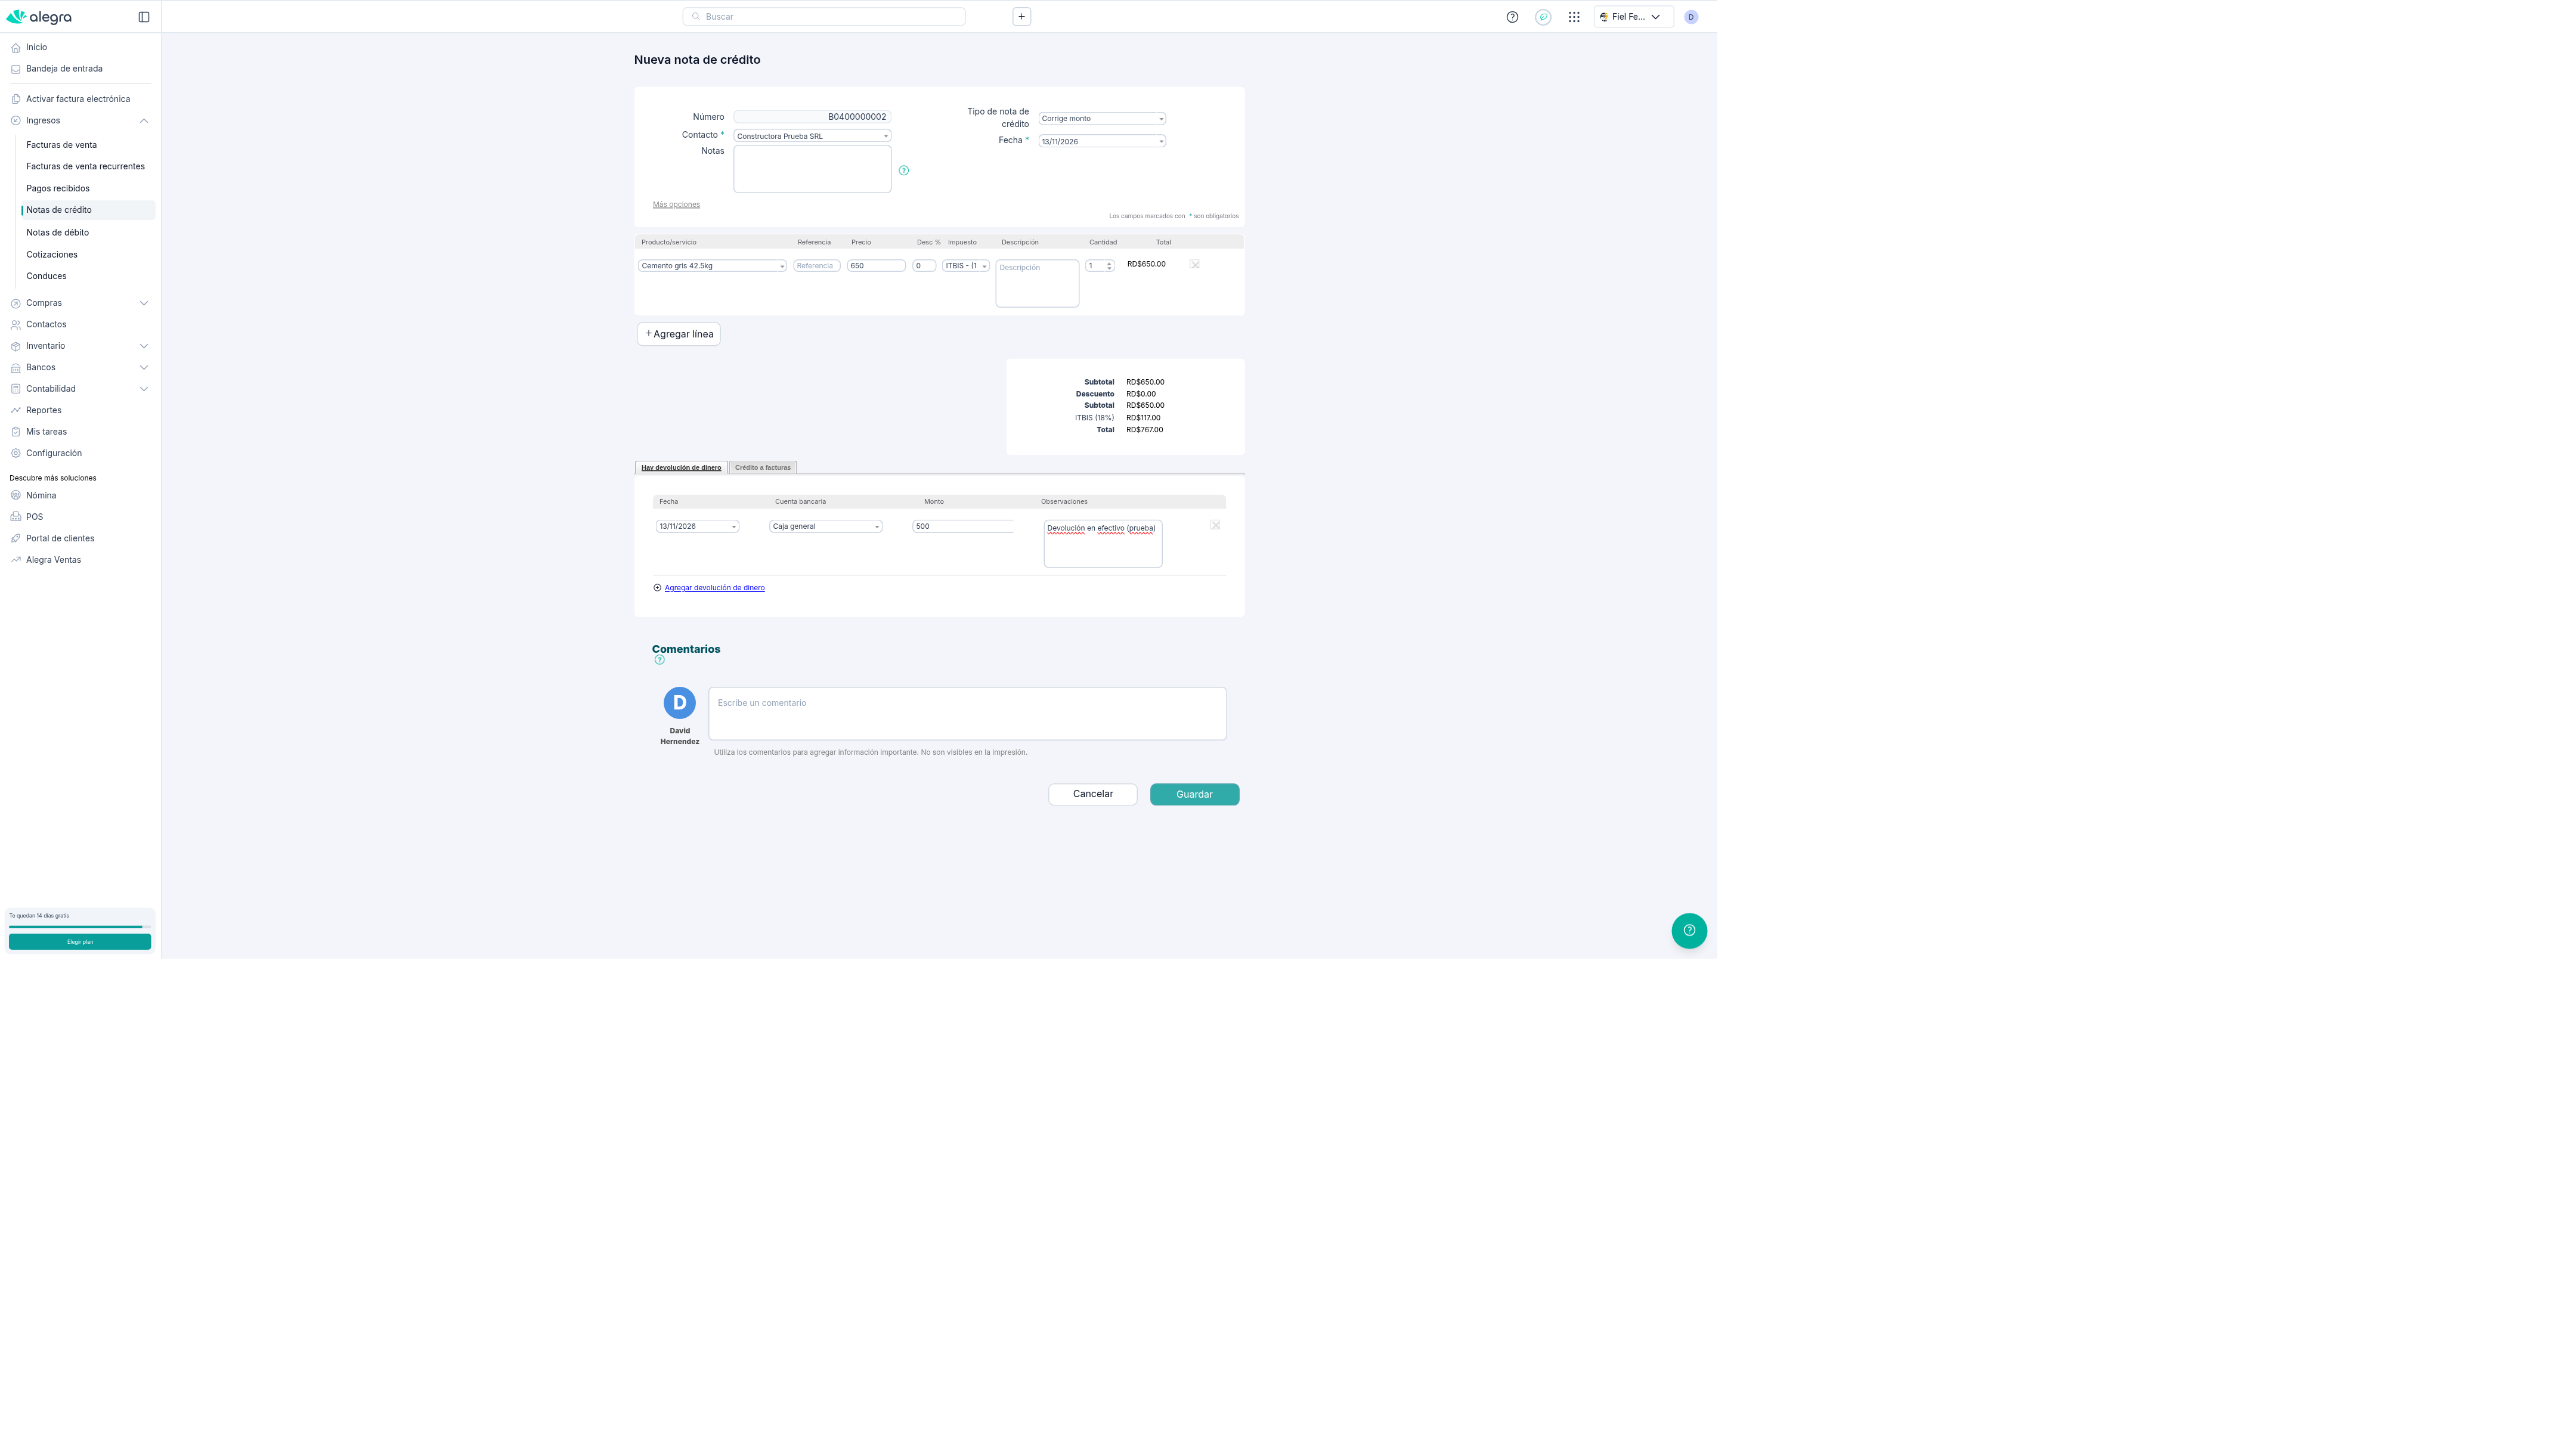 alegra
Buscar
+
Fiel Fe...
D
Inicio
Bandeja de entrada
Activar factura electrónica
Ingresos
Facturas de venta
Facturas de venta recurrentes
Pagos recibidos
Notas de crédito
Notas de débito
Cotizaciones
Conduces
Compras
Contactos
Inventario
Bancos
Contabilidad
Reportes
Mis tareas
Configuración
Descubre más soluciones
Nómina
POS
Portal de clientes
Alegra Ventas
Te quedan 14 días gratis
Elegir plan
Nueva nota de crédito
Número B0400000002
Tipo de nota de crédito Corrige monto
Contacto * Constructora Prueba SRL
Fecha * 13/11/2026
Notas
Más opciones
Los campos marcados con * son obligatorios
Producto/servicio Referencia Precio Desc % Impuesto Descripción Cantidad Total
Cemento gris 42.5kg Referencia 650 0 ITBIS - (1 Descripción 1 RD$650.00
+ Agregar línea
Subtotal RD$650.00
Descuento RD$0.00
Subtotal RD$650.00
ITBIS (18%) RD$117.00
Total RD$767.00
Hay devolución de dinero Crédito a facturas
Fecha Cuenta bancaria Monto Observaciones
13/11/2026 Caja general 500 Devolución en efectivo (prueba)
Agregar devolución de dinero
Comentarios
D
David
Hernendez
Escribe un comentario
Utiliza los comentarios para agregar información importante. No son visibles en la impresión.
Cancelar Guardar